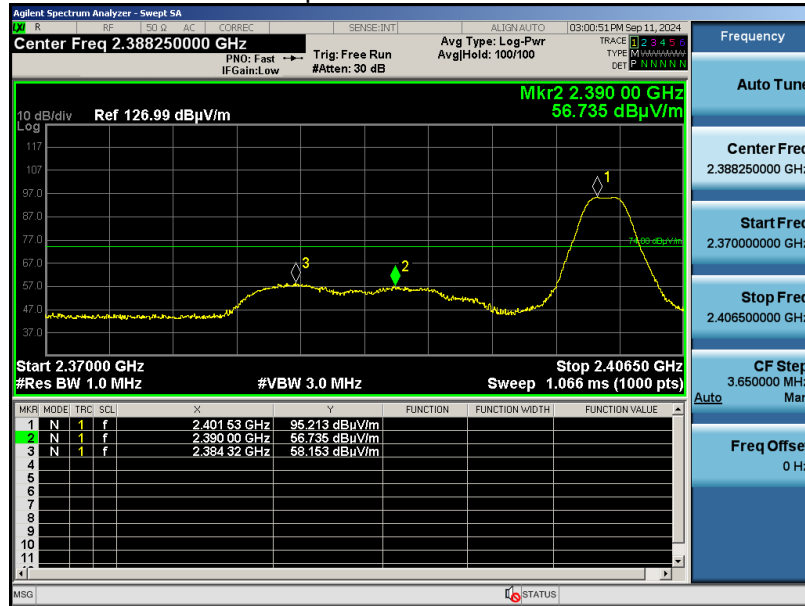 Agilent Spectrum Analyzer - Swept SA
LXI R RF 50 Ω AC CORREC SENSE:INT ALIGN AUTO 03:00:51 PM Sep 11, 2024
Center Freq 2.388250000 GHz
PNO: Fast
IFGain:Low
Trig: Free Run
#Atten: 30 dB
Avg Type: Log-Pwr
Avg|Hold: 100/100
TRACE 1 2 3 4 5 6
TYPE M
DET P N N N N N
Mkr2 2.390 00 GHz
56.735 dBµV/m
10 dB/div Ref 126.99 dBµV/m
Log
117
107
97.0
87.0
77.0
67.0
57.0
47.0
37.0
1
74.00 dBµV/m
3
2
Start 2.37000 GHz Stop 2.40650 GHz
#Res BW 1.0 MHz #VBW 3.0 MHz Sweep 1.066 ms (1000 pts)
MKR MODE TRC SCL X Y FUNCTION FUNCTION WIDTH FUNCTION VALUE
1 N 1 f 2.401 53 GHz 95.213 dBµV/m
2 N 1 f 2.390 00 GHz 56.735 dBµV/m
3 N 1 f 2.384 32 GHz 58.153 dBµV/m
4
5
6
7
8
9
10
11
MSG STATUS
Frequency
Auto Tune
Center Freq
2.388250000 GHz
Start Freq
2.370000000 GHz
Stop Freq
2.406500000 GHz
CF Step
3.650000 MHz
Auto Man
Freq Offset
0 Hz